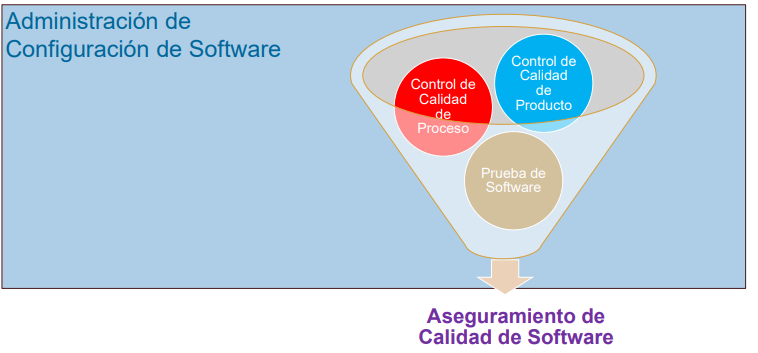 Administración de
Configuración de Software
Control de
Calidad
de
Proceso
Control de
Calidad
de
Producto
Prueba de
Software
Aseguramiento de
Calidad de Software